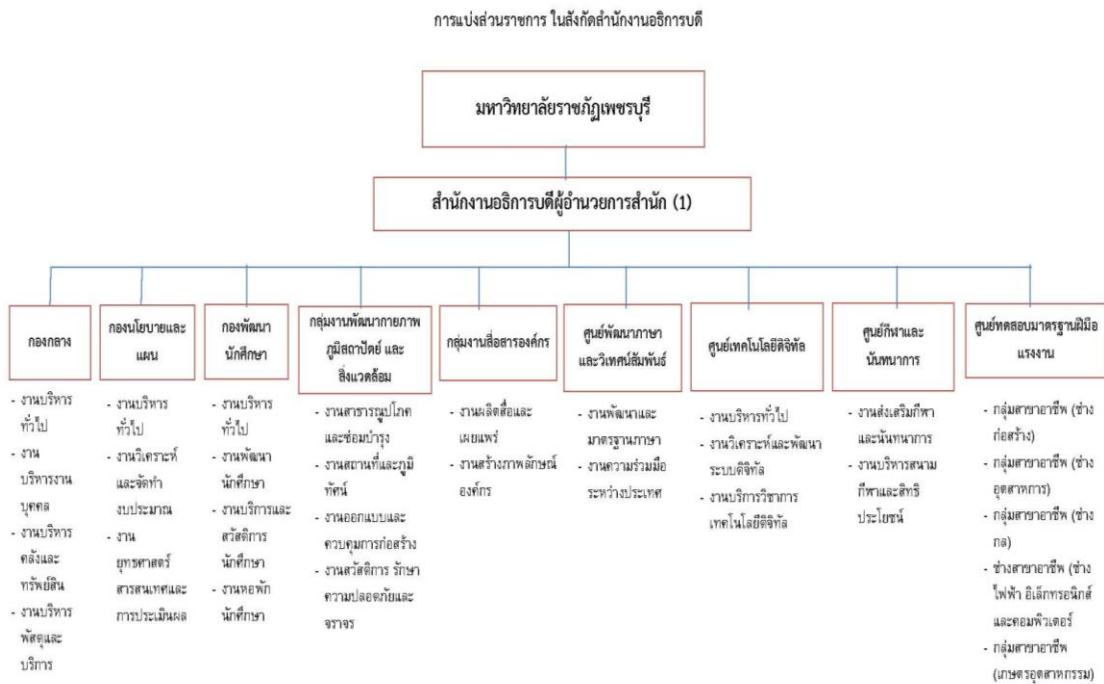 การแบ่งส่วนราชการ ในสังกัดสำนักงานอธิการบดี
มหาวิทยาลัยราชภัฏเพชรบุรี
สำนักงานอธิการบดีผู้อำนวยการสำนัก (1)
กองกลาง
- งานบริหาร
ทั่วไป
- งาน
บริหารงาน
บุคคล
- งานบริหาร
คลังและ
ทรัพย์สิน
- งานบริหาร
พัสดุและ
บริการ
กองนโยบายและ
แผน
- งานบริหาร
ทั่วไป
- งานวิเคราะห์
และจัดทำ
งบประมาณ
- งาน
ยุทธศาสตร์
สารสนเทศและ
การประเมินผล
กองพัฒนา
นักศึกษา
- งานบริหาร
ทั่วไป
- งานพัฒนา
นักศึกษา
- งานบริการและ
สวัสดิการ
นักศึกษา
- งานหอพัก
นักศึกษา
กลุ่มงานพัฒนากายภาพ
ภูมิสถาปัตย์ และ
สิ่งแวดล้อม
- งานสาธารณูปโภค
และซ่อมบำรุง
- งานสถานที่และภูมิ
ทัศน์
- งานออกแบบและ
ควบคุมการก่อสร้าง
- งานสวัสดิการ รักษา
ความปลอดภัยและ
จราจร
กลุ่มงานสื่อสารองค์กร
- งานผลิตสื่อและ
เผยแพร่
- งานสร้างภาพลักษณ์
องค์กร
ศูนย์พัฒนาภาษา
และวิเทศน์สัมพันธ์
- งานพัฒนาและ
มาตรฐานภาษา
- งานความร่วมมือ
ระหว่างประเทศ
ศูนย์เทคโนโลยีดิจิทัล
- งานบริหารทั่วไป
- งานวิเคราะห์และพัฒนา
ระบบดิจิทัล
- งานบริการวิชาการ
เทคโนโลยีดิจิทัล
ศูนย์กีฬาและ
นันทนาการ
- งานส่งเสริมกีฬา
และนันทนาการ
- งานบริหารสนาม
กีฬาและสิทธิ
ประโยชน์
ศูนย์ทดสอบมาตรฐานฝีมือ
แรงงาน
- กลุ่มสาขาอาชีพ (ช่าง
ก่อสร้าง)
- กลุ่มสาขาอาชีพ (ช่าง
อุตสาหการ)
- กลุ่มสาขาอาชีพ (ช่าง
กล)
- ช่างสาขาอาชีพ (ช่าง
ไฟฟ้า อิเล็กทรอนิกส์
และคอมพิวเตอร์
- กลุ่มสาขาอาชีพ
(เกษตรอุตสาหกรรม)